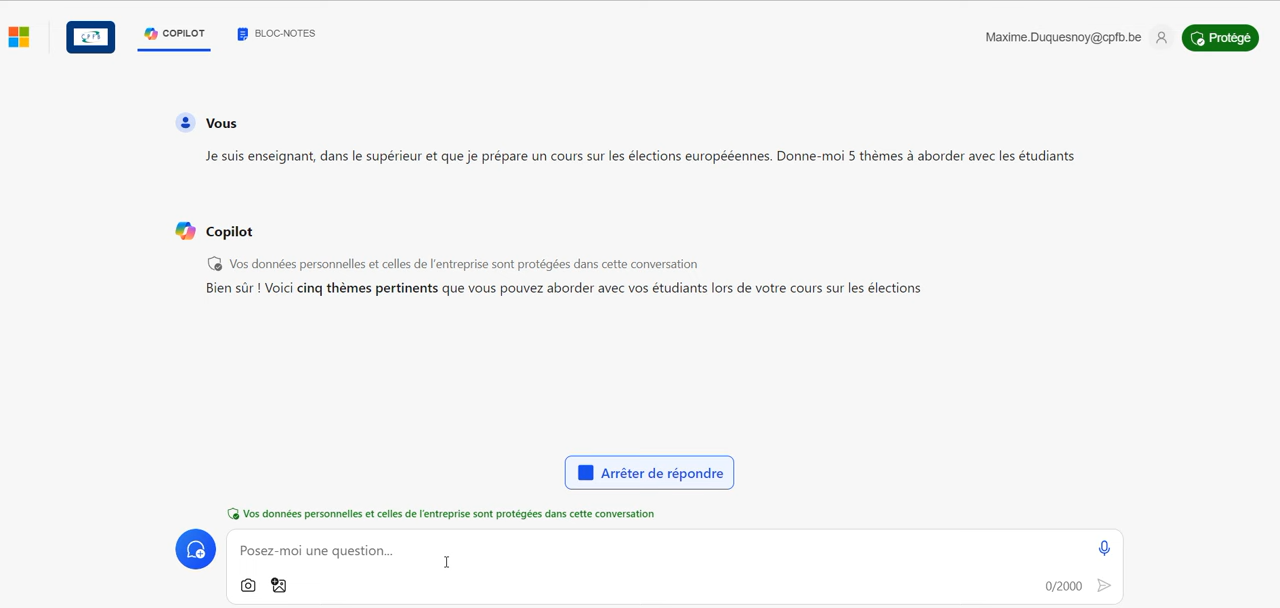 COPILOT
BLOC-NOTES
Maxime.Duquesnoy@cpfb.be
Protégé
Vous
Je suis enseignant, dans le supérieur et que je prépare un cours sur les élections europééennes. Donne-moi 5 thèmes à aborder avec les étudiants
Copilot
Vos données personnelles et celles de l'entreprise sont protégées dans cette conversation
Bien sûr ! Voici cinq thèmes pertinents que vous pouvez aborder avec vos étudiants lors de votre cours sur les élections
Arrêter de répondre
Vos données personnelles et celles de l'entreprise sont protégées dans cette conversation
Posez-moi une question...
0/2000